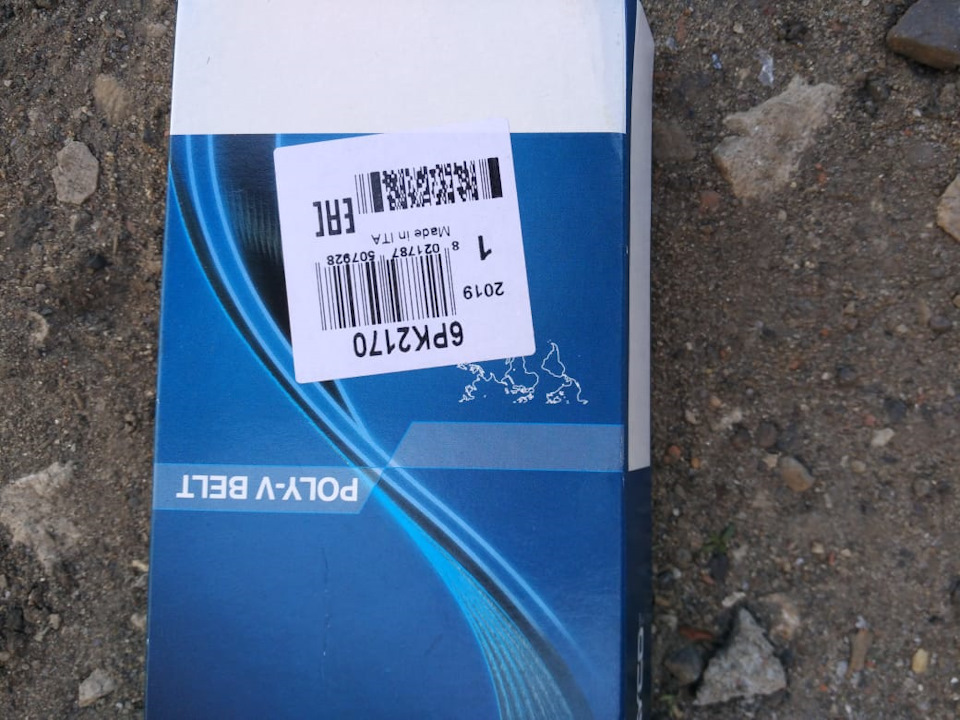 POLY-V BELT
6PK2170
2019
8 021787 507928
1
Made in ITA
EAC